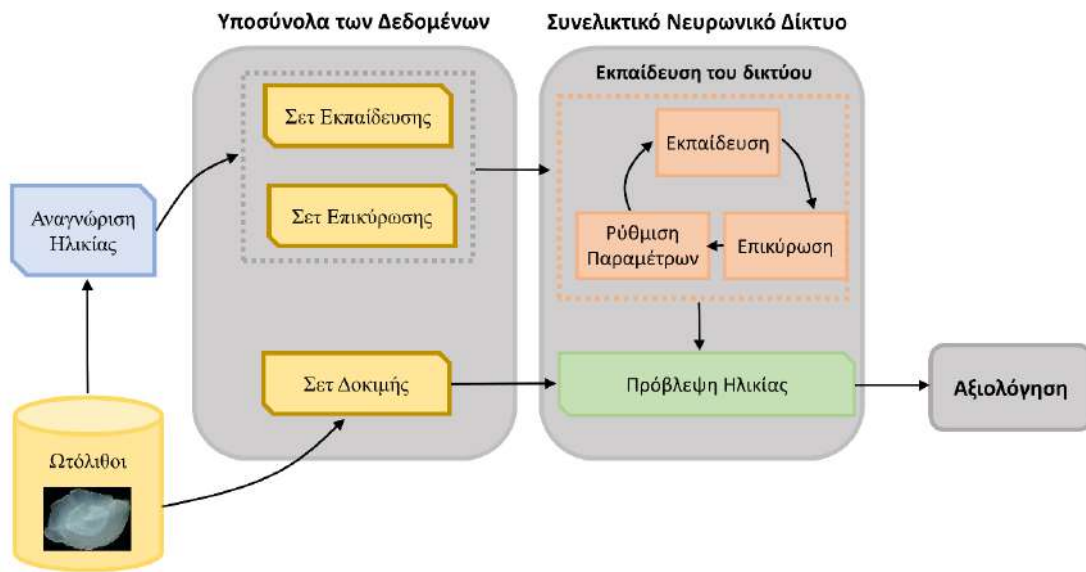 Υποσύνολα των Δεδομένων
Συνελικτικό Νευρωνικό Δίκτυο
Εκπαίδευση του δικτύου
Σετ Εκπαίδευσης
Εκπαίδευση
Αναγνώριση
Ηλικίας
Σετ Επικύρωσης
Ρύθμιση
Παραμέτρων
Επικύρωση
Σετ Δοκιμής
Πρόβλεψη Ηλικίας
Αξιολόγηση
Ωτόλιθοι